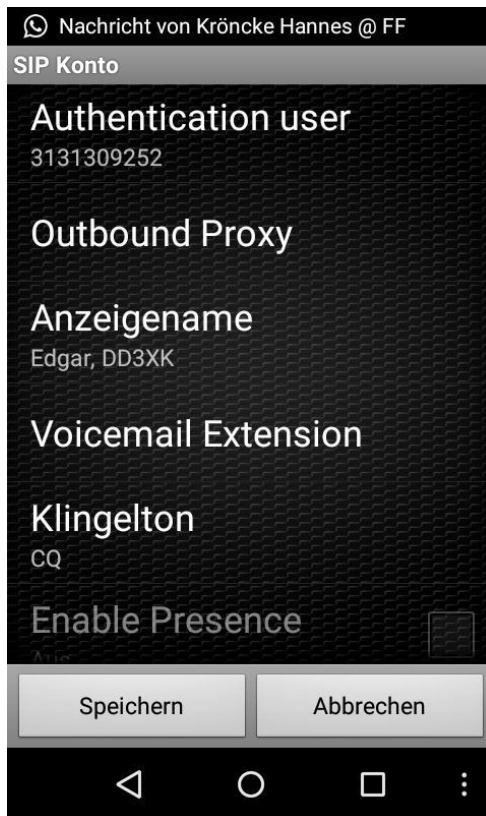 Nachricht von Kröncke Hannes @ FF
SIP Konto
Authentication user
3131309252
Outbound Proxy
Anzeigename
Edgar, DD3XK
Voicemail Extension
Klingelton
CQ
Enable Presence
Aus
Speichern
Abbrechen